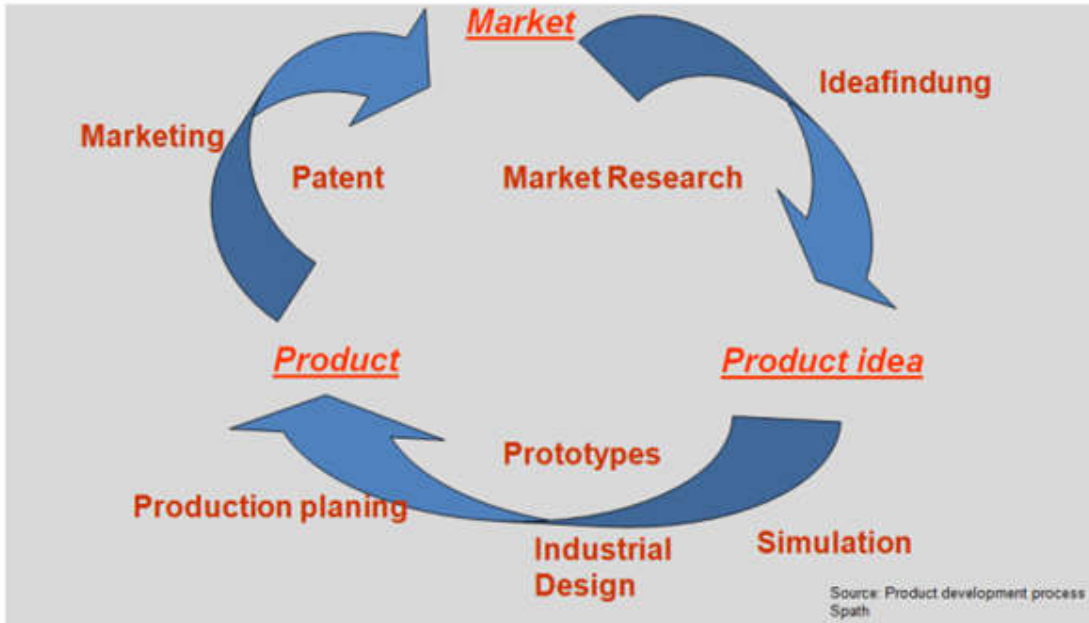 Market
Ideafindung
Marketing
Patent
Market Research
Product
Product idea
Prototypes
Production planing
Industrial
Design
Simulation
Source: Product development process
Spath